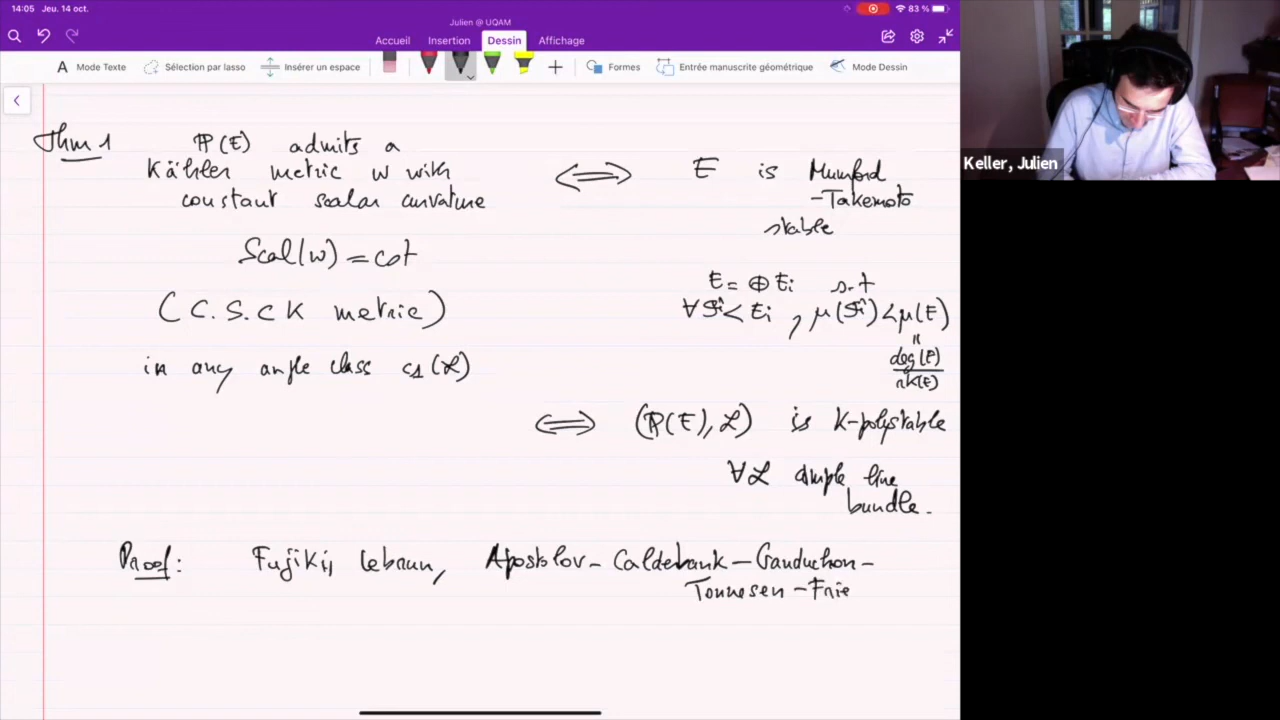 14:05 Jeu. 14 oct.
83 %
Julien @ UQAM
Accueil Insertion Dessin Affichage
Mode Texte Sélection par lasso Insérer un espace Formes Entrée manuscrite géométrique Mode Dessin
Thm 1 P(E) admits a
Kähler metric w with
constant scalar curvature
⟺ E is Mumford
-Takemoto
stable
Scal(w) = cst
(C.S.C K metric)
in any ample class c1(L)
E = ⊕ Ei s.t
∀ Fi < Ei , μ(Fi) < μ(E)
=
deg(E)
rk(E)
⟺ (P(E), L) is K-polystable
∀ L ample line
bundle.
Proof: Fujiki, Lebrun, Apostolov - Calderbank - Gauduchon -
Tonnesen - Frie
Keller, Julien